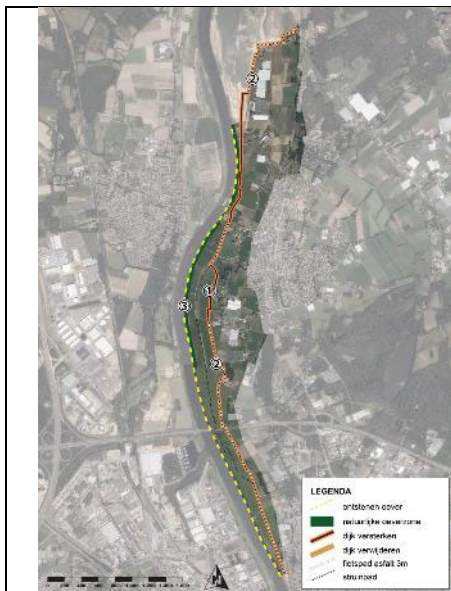 2
1
3
2
LEGENDA
ontstenen oever
natuurlijke oeverzone
dijk versterken
dijk verwijderen
fietspad asfalt 3m
struinpad